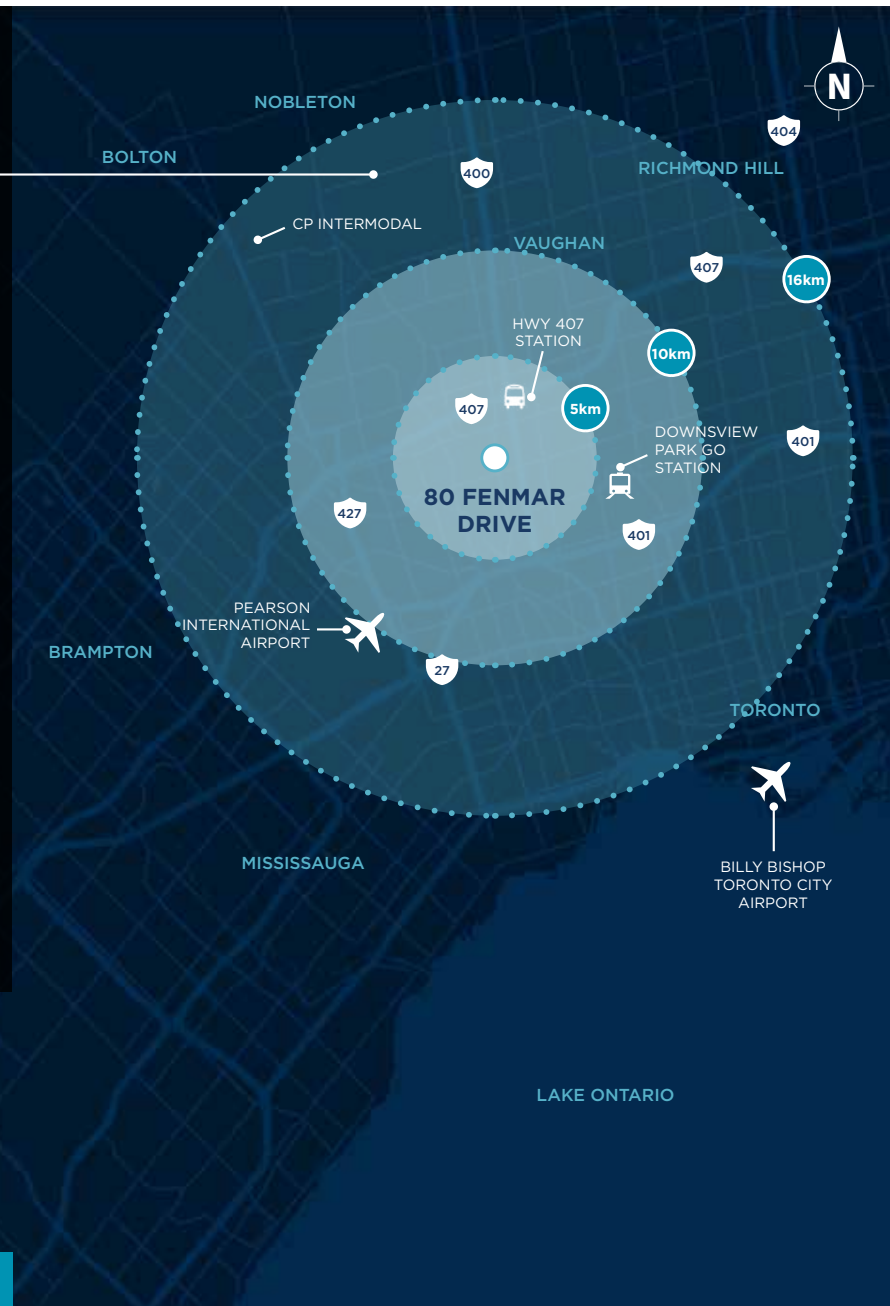 N
NOBLETON
404
BOLTON
400
RICHMOND HILL
CP INTERMODAL
VAUGHAN
407
16km
HWY 407
STATION
10km
407
5km
DOWNSVIEW
PARK GO
STATION
401
80 FENMAR
DRIVE
427
401
PEARSON
INTERNATIONAL
AIRPORT
BRAMPTON
27
TORONTO
MISSISSAUGA
BILLY BISHOP
TORONTO CITY
AIRPORT
LAKE ONTARIO